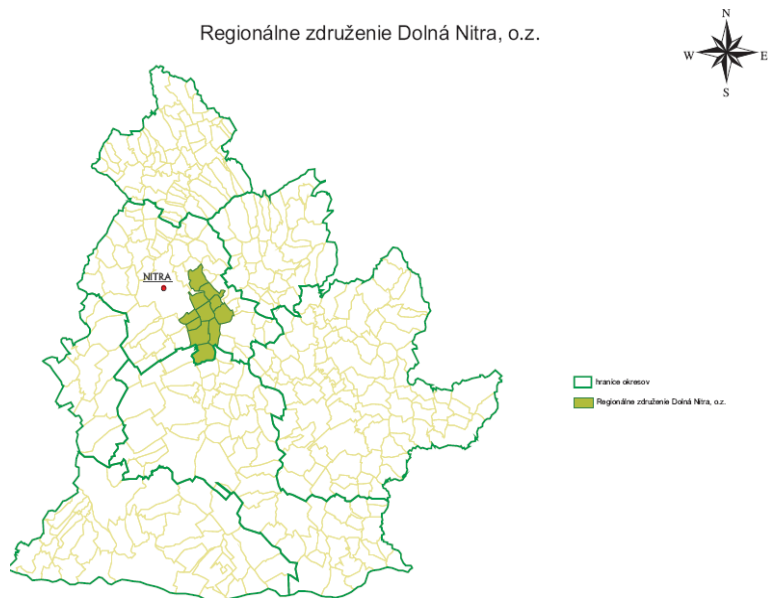 Regionálne združenie Dolná Nitra, o.z.
N
W E
S
NITRA
hranice okresov
Regionálne združenie Dolná Nitra, o.z.